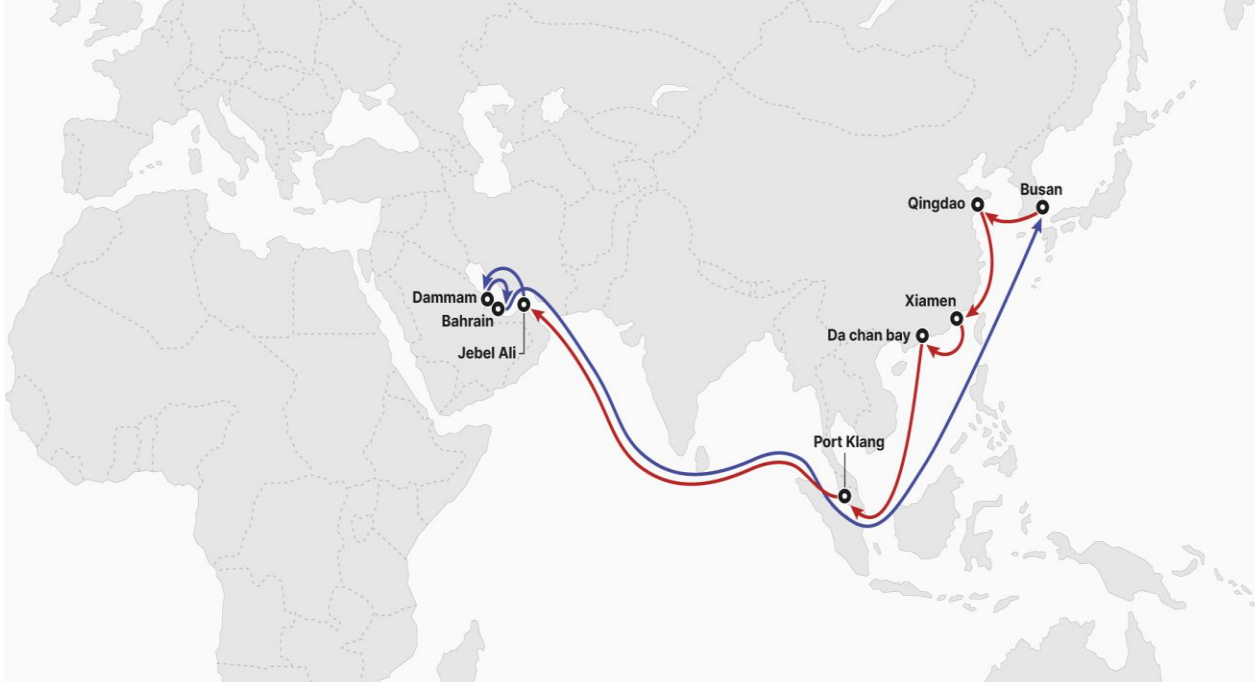 Busan
Qingdao
Dammam
Xiamen
Bahrain
Da chan bay
Jebel Ali
Port Klang